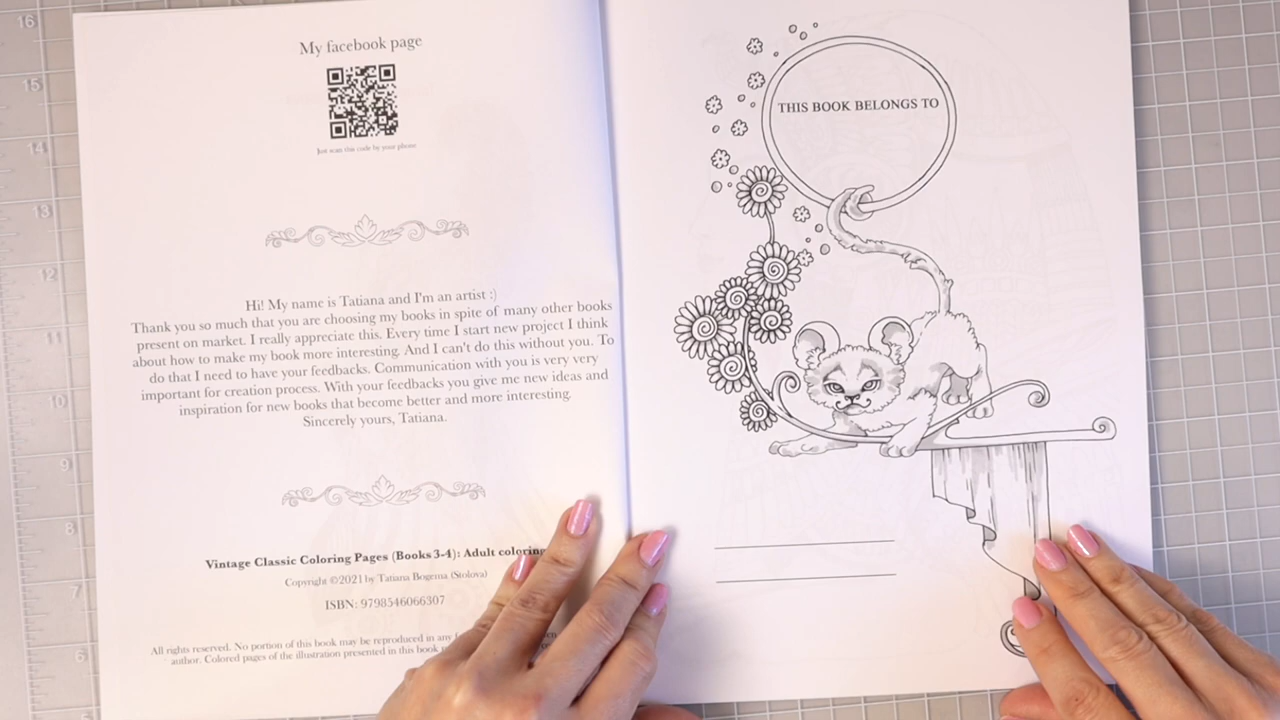 16
15
14
13
12
11
10
9
8
7
6
My facebook page
Just scan this code by your phone
Hi! My name is Tatiana and I'm an artist :)
Thank you so much that you are choosing my books in spite of many other books
present on market. I really appreciate this. Every time I start new project I think
about how to make my book more interesting. And I can't do this without you. To
do that I need to have your feedbacks. Communication with you is very very
important for creation process. With your feedbacks you give me new ideas and
inspiration for new books that become better and more interesting.
Sincerely yours, Tatiana.
Vintage Classic Coloring Pages (Books 3-4): Adult coloring
Copyright ©2021 by Tatiana Bogema (Stolova)
ISBN: 9798546066307
All rights reserved. No portion of this book may be reproduced in any
author. Colored pages of the illustration presented in this book
THIS BOOK BELONGS TO